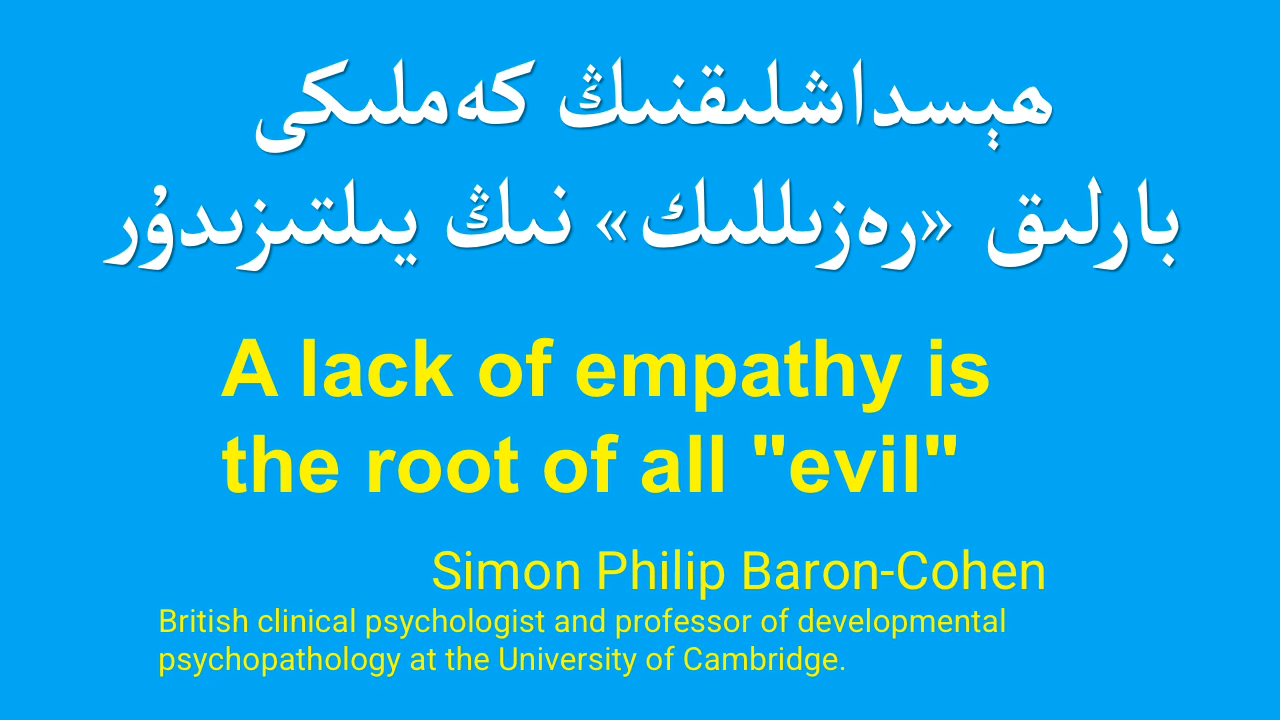 ھېسداشلىقنىڭ كەملىكى
بارلىق «رەزىللىك» نىڭ يىلتىزىدۇر
A lack of empathy is
the root of all "evil"
Simon Philip Baron-Cohen
British clinical psychologist and professor of developmental
psychopathology at the University of Cambridge.